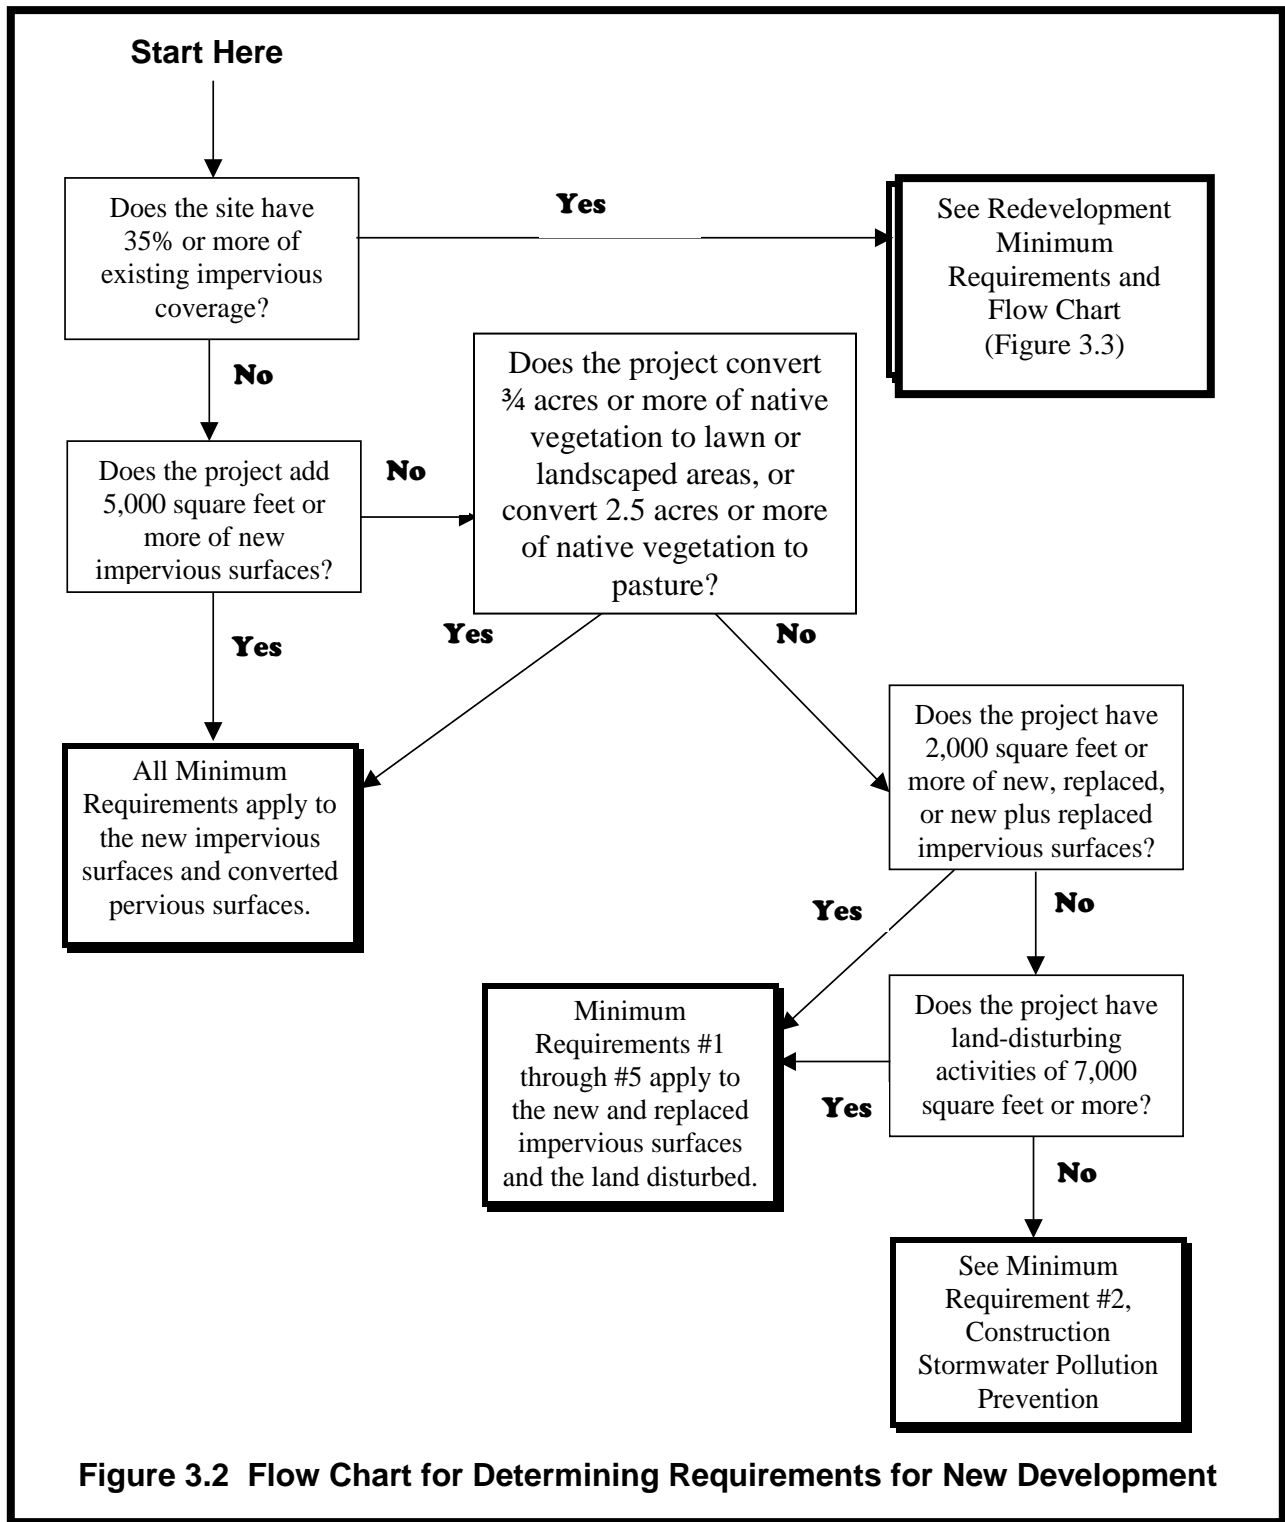 Start Here
Does the site have
35% or more of
existing impervious
coverage?
Yes
See Redevelopment
Minimum
Requirements and
Flow Chart
(Figure 3.3)
No
Does the project add
5,000 square feet or
more of new
impervious surfaces?
No
Does the project convert
¾ acres or more of native
vegetation to lawn or
landscaped areas, or
convert 2.5 acres or more
of native vegetation to
pasture?
Yes
Yes
No
All Minimum
Requirements apply to
the new impervious
surfaces and converted
pervious surfaces.
Does the project have
2,000 square feet or
more of new, replaced,
or new plus replaced
impervious surfaces?
Yes
No
Minimum
Requirements #1
through #5 apply to
the new and replaced
impervious surfaces
and the land disturbed.
Does the project have
land-disturbing
activities of 7,000
square feet or more?
Yes
No
See Minimum
Requirement #2,
Construction
Stormwater Pollution
Prevention
Figure 3.2 Flow Chart for Determining Requirements for New Development